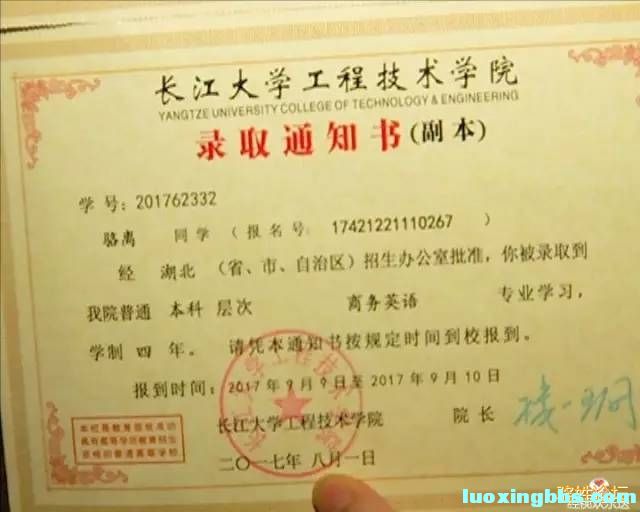 长江大学工程技术学院
YANGTZE UNIVERSITY COLLEGE OF TECHNOLOGY & ENGINEERING
录取通知书(副本)
学号:201762332
骆离 同学 (报名号: 17421221110267 )
经 湖北 (省、市、自治区)招生办公室批准,你被录取到
我院普通 本科 层次 商务英语 专业学习,
学制 四 年。 请凭本通知书按规定时间到校报到。
报到时间:2017年9月9日至2017年9月10日
长江大学工程技术学院 院长
二〇一七年 八月一日
luoxingbbs.com